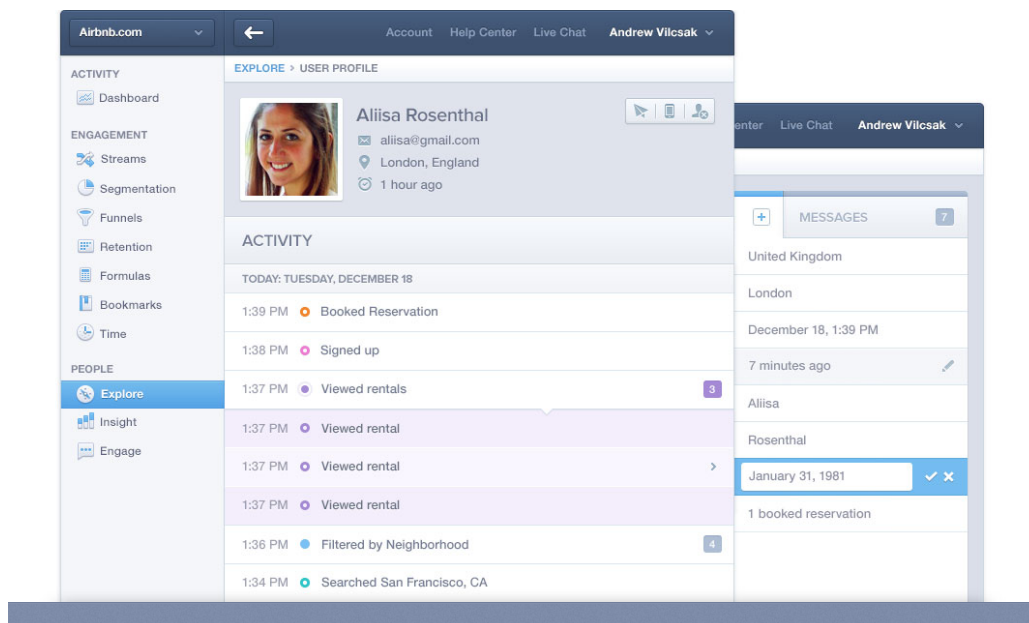 Airbnb.com
Account Help Center Live Chat Andrew Vilcsak
ACTIVITY
Dashboard
ENGAGEMENT
Streams
Segmentation
Funnels
Retention
Formulas
Bookmarks
Time
PEOPLE
Explore
Insight
Engage
EXPLORE > USER PROFILE
Aliisa Rosenthal
aliisa@gmail.com
London, England
1 hour ago
ACTIVITY
TODAY: TUESDAY, DECEMBER 18
1:39 PM Booked Reservation
1:38 PM Signed up
1:37 PM Viewed rentals 3
1:37 PM Viewed rental
1:37 PM Viewed rental
1:37 PM Viewed rental
1:36 PM Filtered by Neighborhood 4
1:34 PM Searched San Francisco, CA
enter Live Chat Andrew Vilcsak
MESSAGES 7
United Kingdom
London
December 18, 1:39 PM
7 minutes ago
Aliisa
Rosenthal
January 31, 1981
1 booked reservation